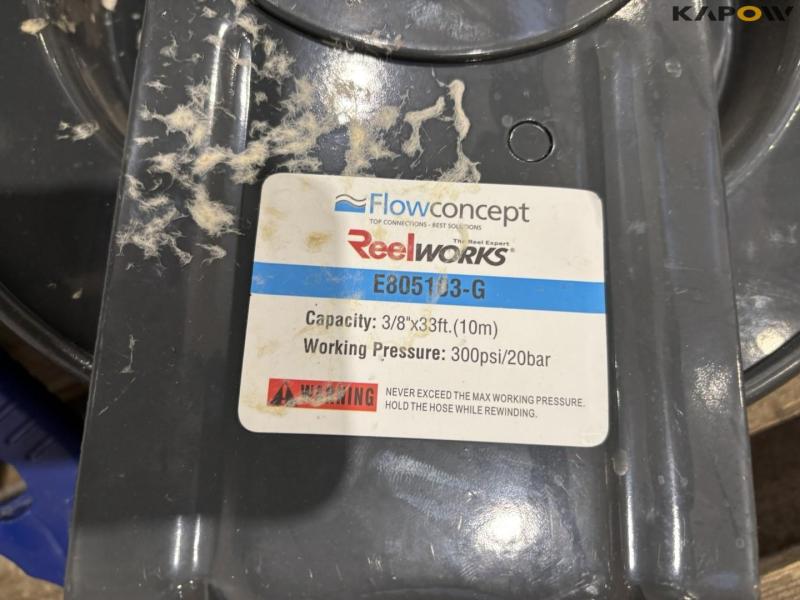 KAPOW
Flowconcept
TOP CONNECTIONS - BEST SOLUTIONS
The Reel Expert
ReelWORKS®
E805103-G
Capacity: 3/8"x33ft.(10m)
Working Pressure: 300psi/20bar
WARNING
NEVER EXCEED THE MAX WORKING PRESSURE.
HOLD THE HOSE WHILE REWINDING.